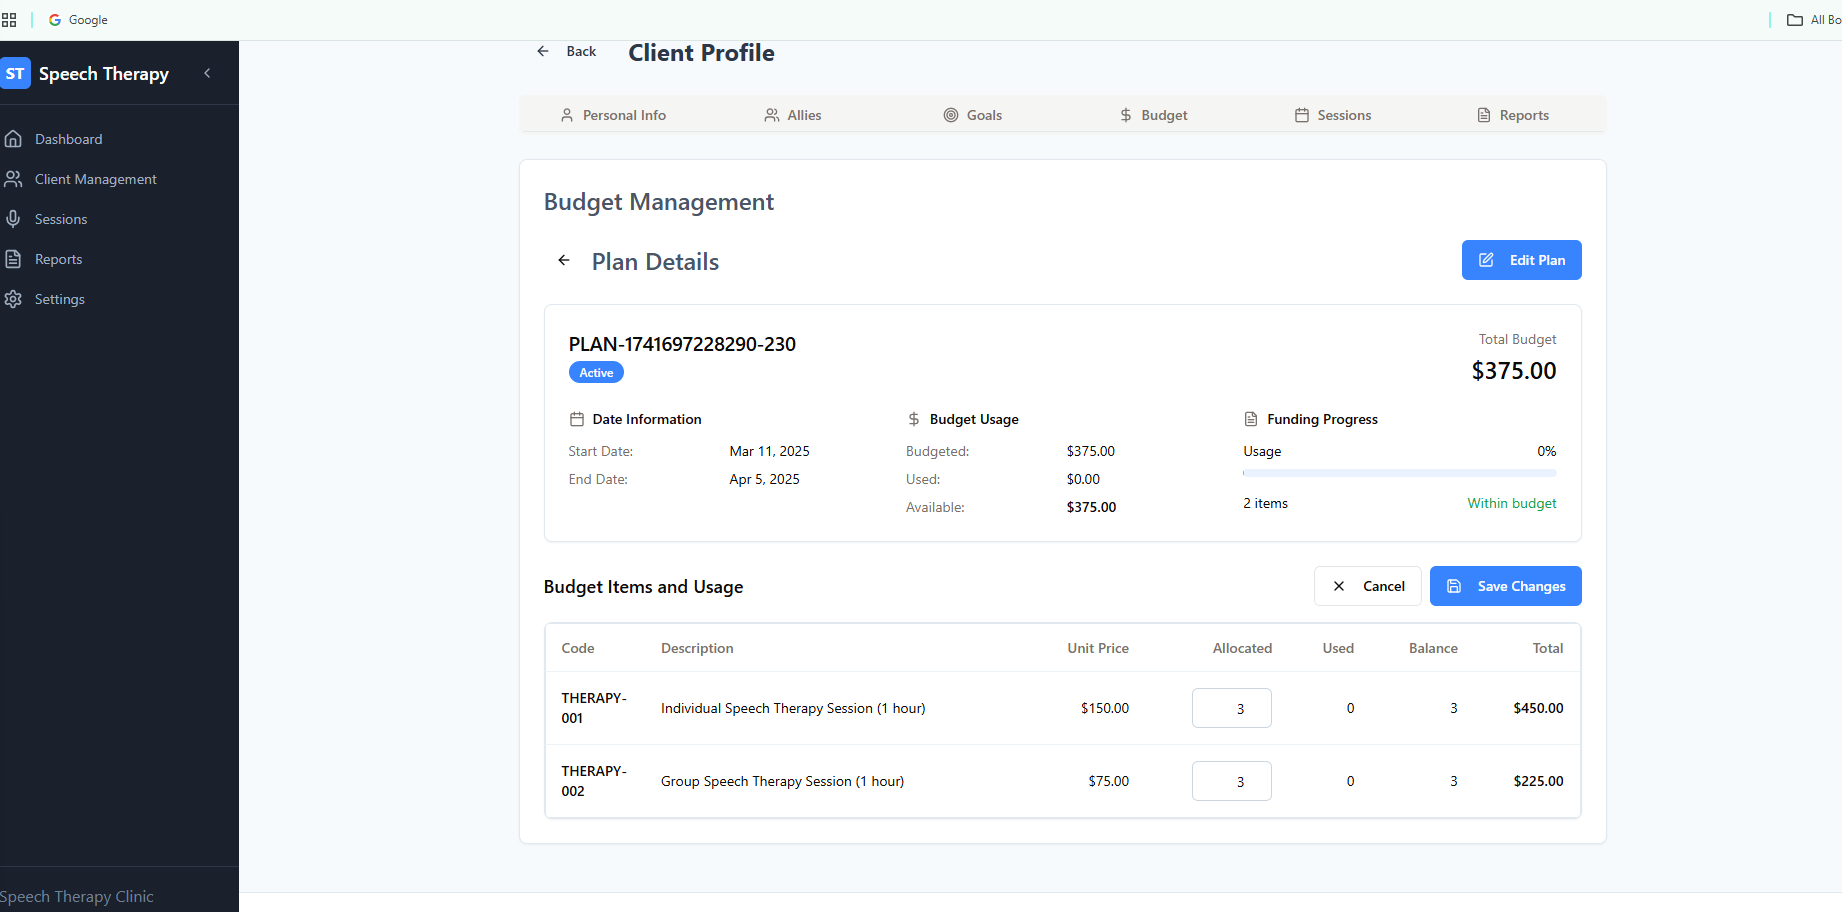 Google
All Bo
ST Speech Therapy
Dashboard
Client Management
Sessions
Reports
Settings
Speech Therapy Clinic
Back Client Profile
Personal Info Allies Goals Budget Sessions Reports
Budget Management
Plan Details Edit Plan
PLAN-1741697228290-230
Active
Total Budget
$375.00
Date Information
Start Date: Mar 11, 2025
End Date: Apr 5, 2025
Budget Usage
Budgeted: $375.00
Used: $0.00
Available: $375.00
Funding Progress
Usage 0%
2 items Within budget
Budget Items and Usage Cancel Save Changes
Code Description Unit Price Allocated Used Balance Total
THERAPY-
001
Individual Speech Therapy Session (1 hour) $150.00 3 0 3 $450.00
THERAPY-
002
Group Speech Therapy Session (1 hour) $75.00 3 0 3 $225.00